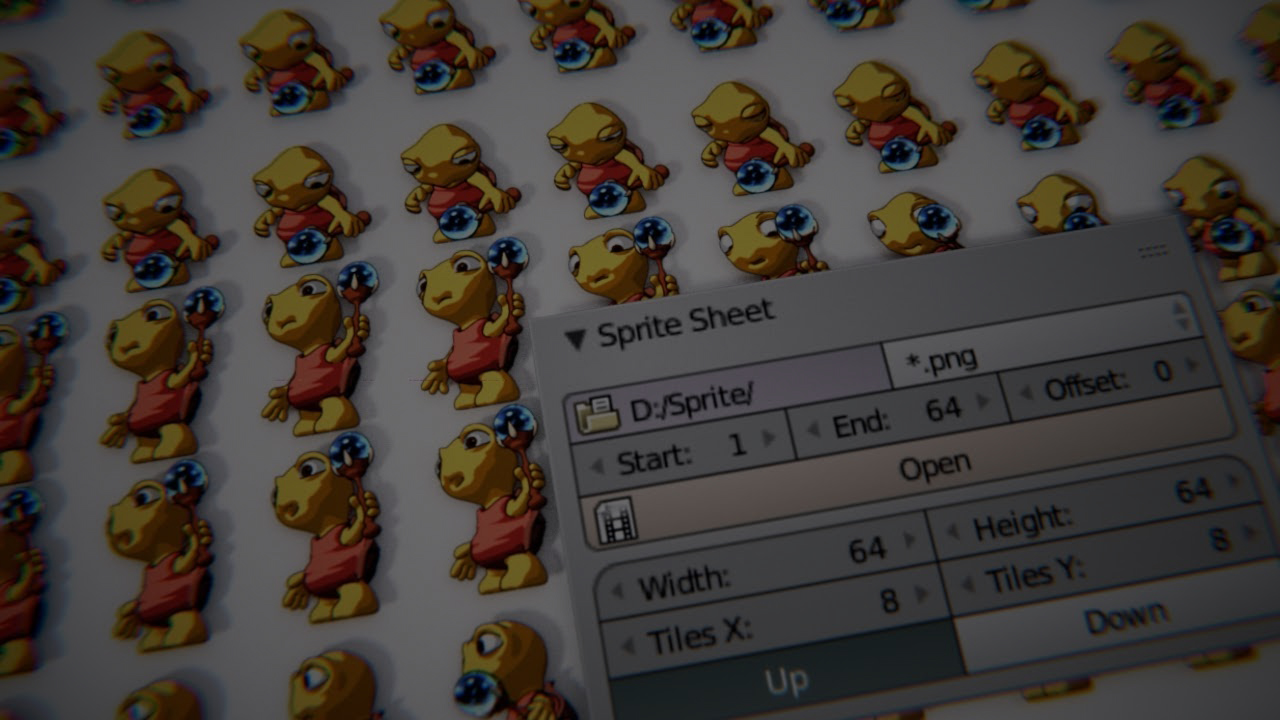 Sprite Sheet
D:/Sprite/ *.png
Start: 1 End: 64 Offset: 0
Open
Width: 64 Height: 64
Tiles X: 8 Tiles Y: 8
Up Down